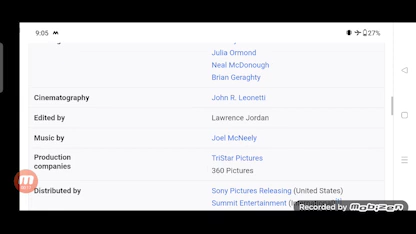 9:05 M 27%
Julia Ormond
Neal McDonough
Brian Geraghty
Cinematography John R. Leonetti
Edited by Lawrence Jordan
Music by Joel McNeely
Production companies TriStar Pictures
360 Pictures
Distributed by Sony Pictures Releasing (United States)
Summit Entertainment
Recorded by Mobizen